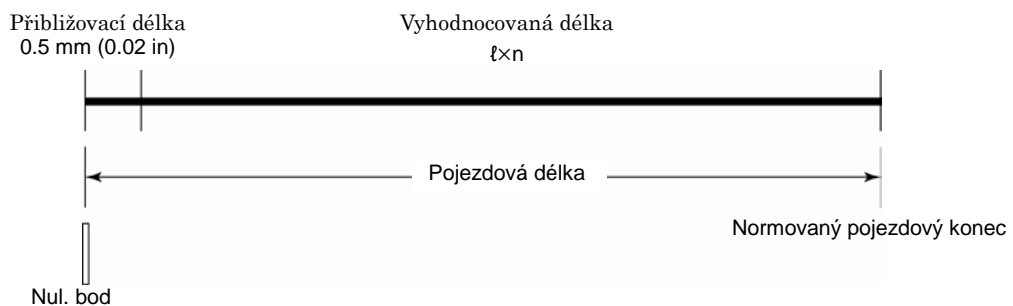 Přibližovací délka
0.5 mm (0.02 in)
Vyhodnocovaná délka
ℓ×n
Pojezdová délka
Normovaný pojezdový konec
Nul. bod